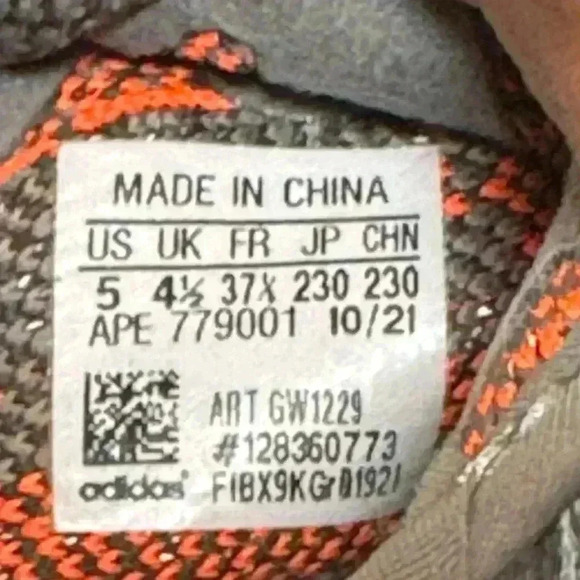 MADE IN CHINA
US UK FR JP CHN
5 4½ 37⅓ 230 230
APE 779001 10/21
ART GW1229
#128360773
adidas